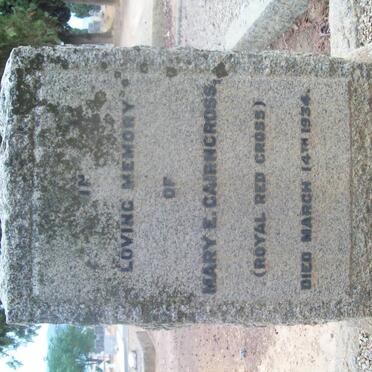 IN
LOVING MEMORY
OF
MARY E. CAIRNCROSS,
(ROYAL RED CROSS)
DIED MARCH 14TH 1934.